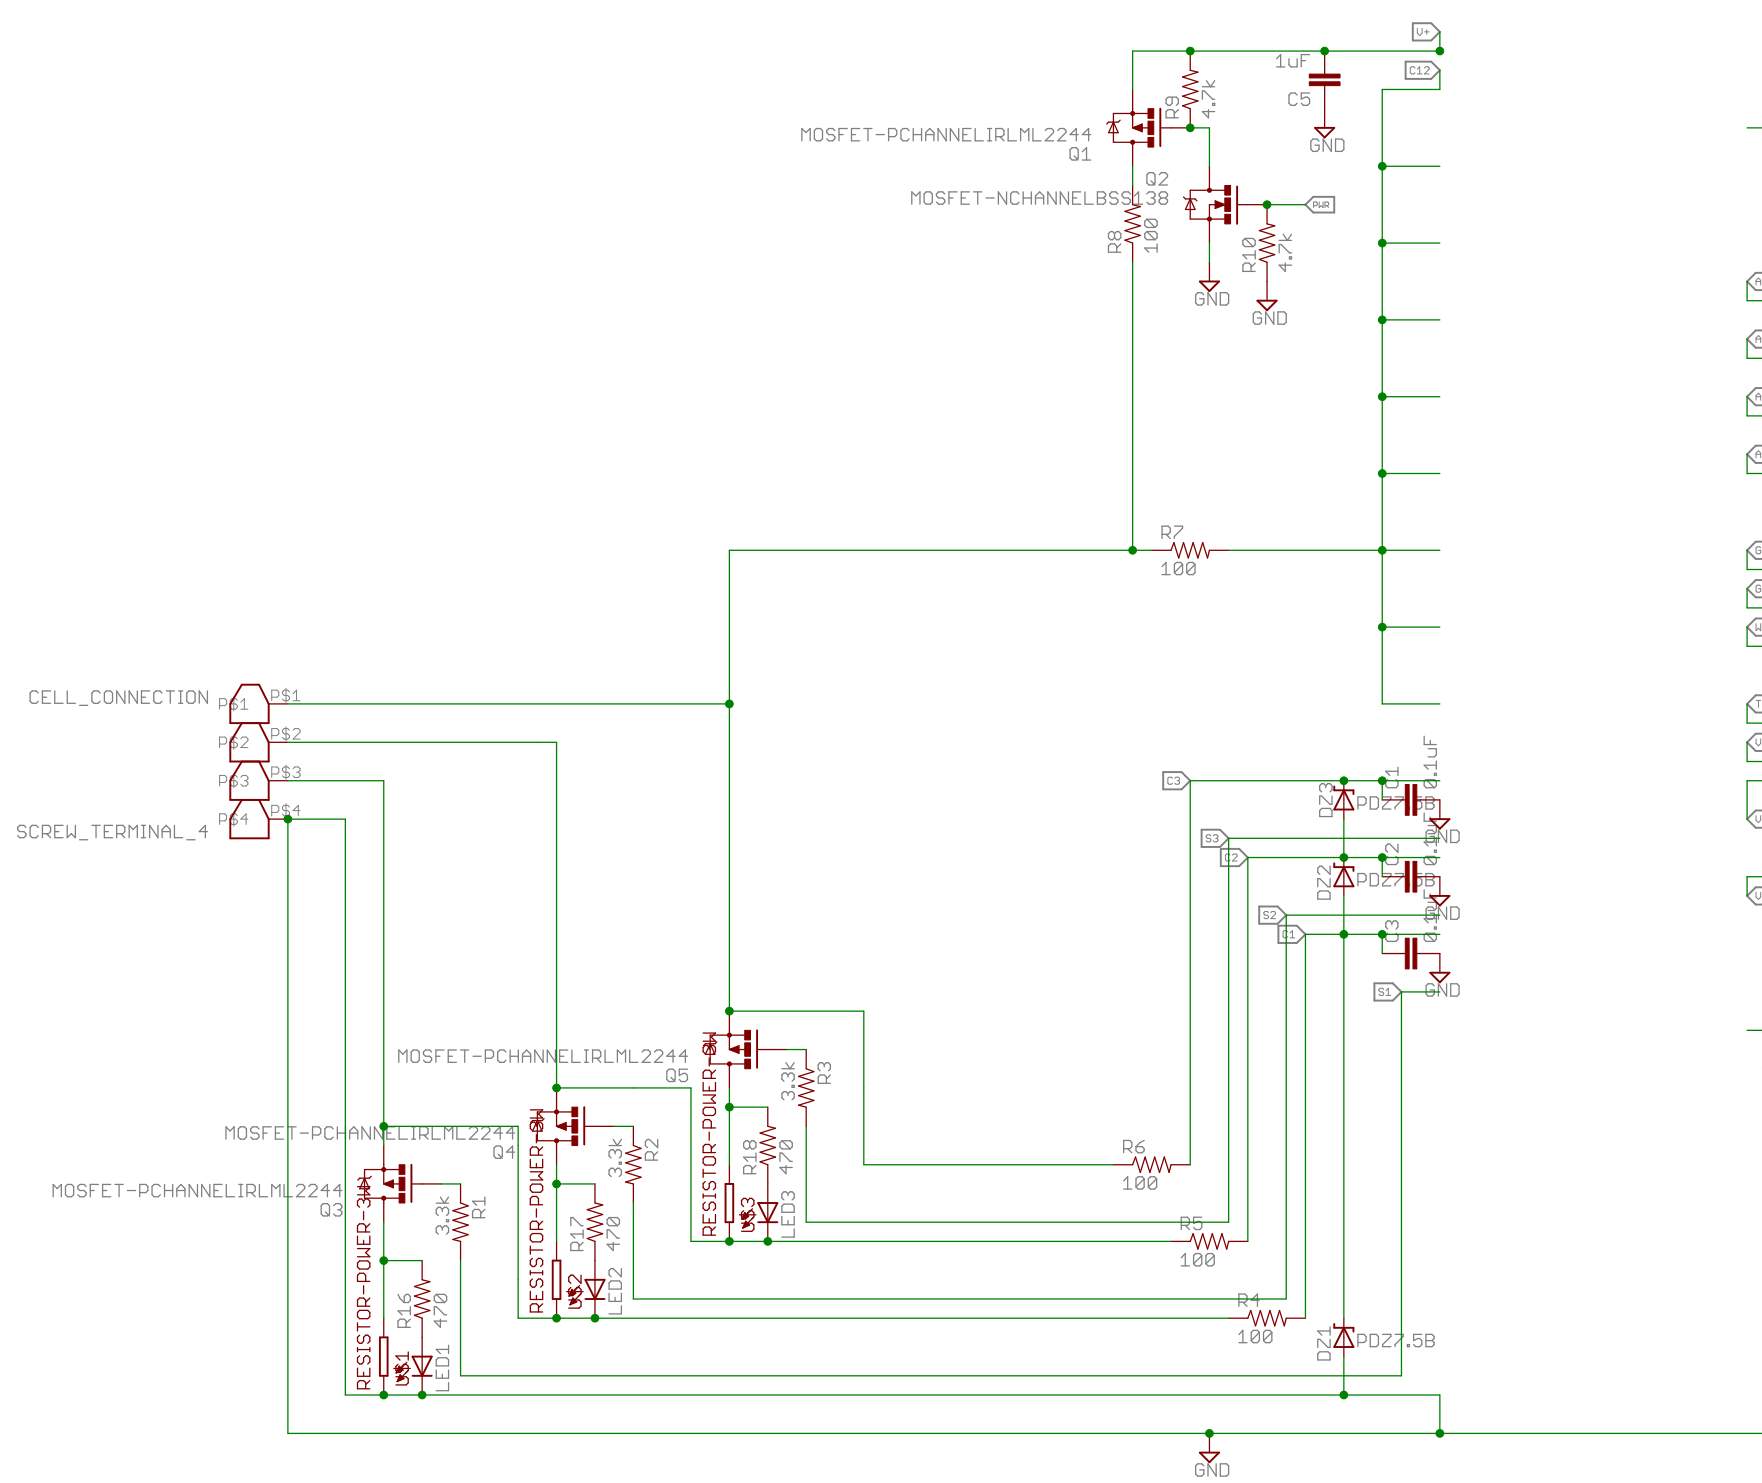 V+
C12
1uF
C5
GND
R9
4.7k
MOSFET-PCHANNELIRLML2244
Q1
Q2
MOSFET-NCHANNELBSS138
PWR
R8
100
R10
4.7k
GND
GND
R7
100
CELL_CONNECTION
P$1
P$1
P$2
P$2
P$3
P$3
P$4
P$4
SCREW_TERMINAL_4
C3
DZ3
C1
0.1uF
GND
S3
C2
DZ2
C2
GND
S2
C1
C3
GND
S1
MOSFET-PCHANNELIRLML2244
Q5
3.3k
R3
RESISTOR-POWER
R18
470
LED3
MOSFET-PCHANNELIRLML2244
Q4
3.3k
R2
RESISTOR-POWER
R17
470
LED2
MOSFET-PCHANNELIRLML2244
Q3
3.3k
R1
RESISTOR-POWER-3W
R16
470
LED1
R6
100
R5
100
R4
100
DZ1
PDZ7.5B
GND